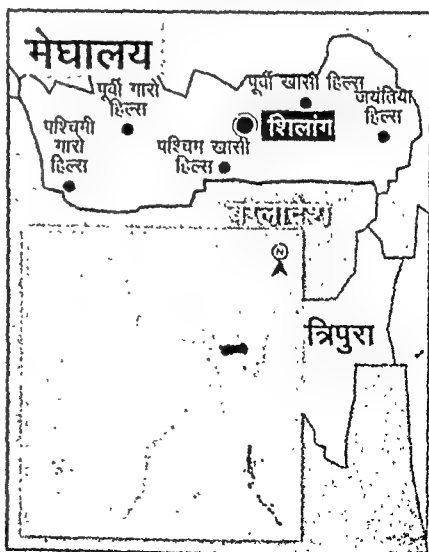 मेघालय
पूर्वी गारो
हिल्स
पूर्वी खासी हिल्स
जयंतिया
हिल्स
पश्चिमी
गारो
हिल्स
पश्चिम खासी
हिल्स
शिलांग
बांग्लादेश
N
त्रिपुरा